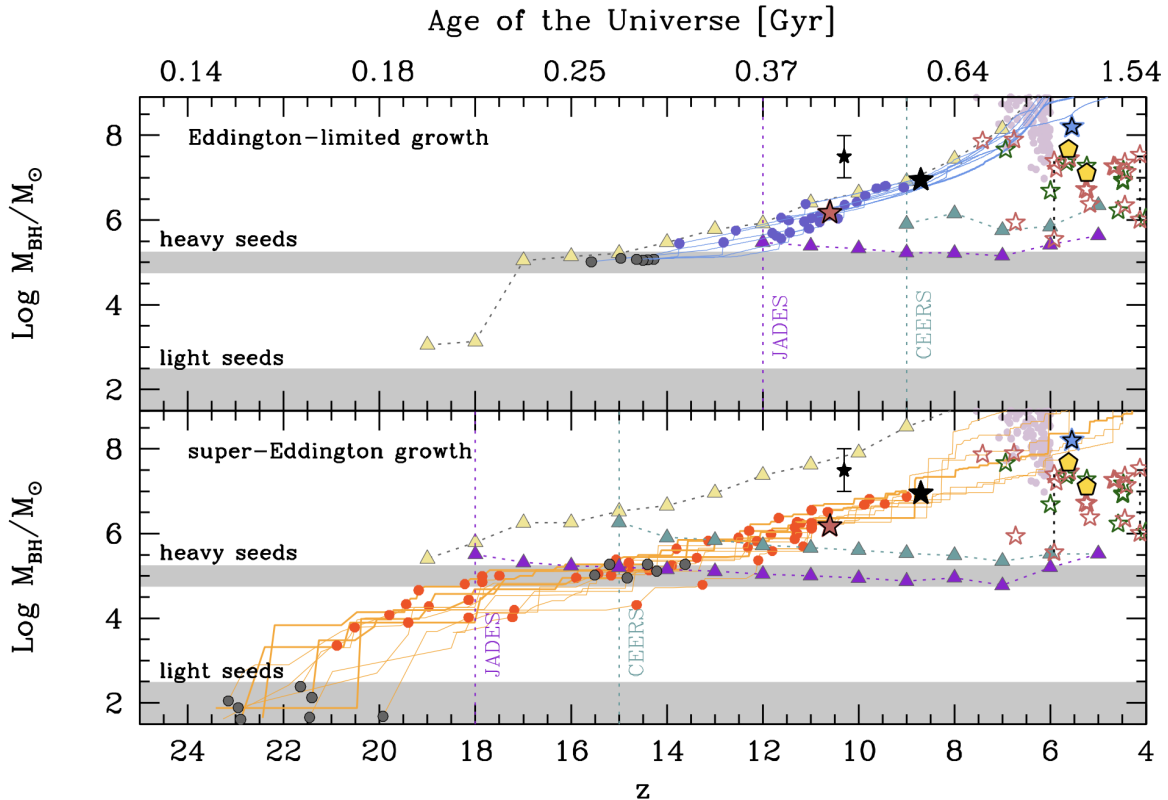 Age of the Universe [Gyr]
0.14 0.18 0.25 0.37 0.64 1.54
Eddington-limited growth
8
6
4
2
Log M_BH/M_⊙
heavy seeds
light seeds
JADES
CEERS
super-Eddington growth
8
6
4
2
Log M_BH/M_⊙
heavy seeds
light seeds
JADES
CEERS
24 22 20 18 16 14 12 10 8 6 4
z